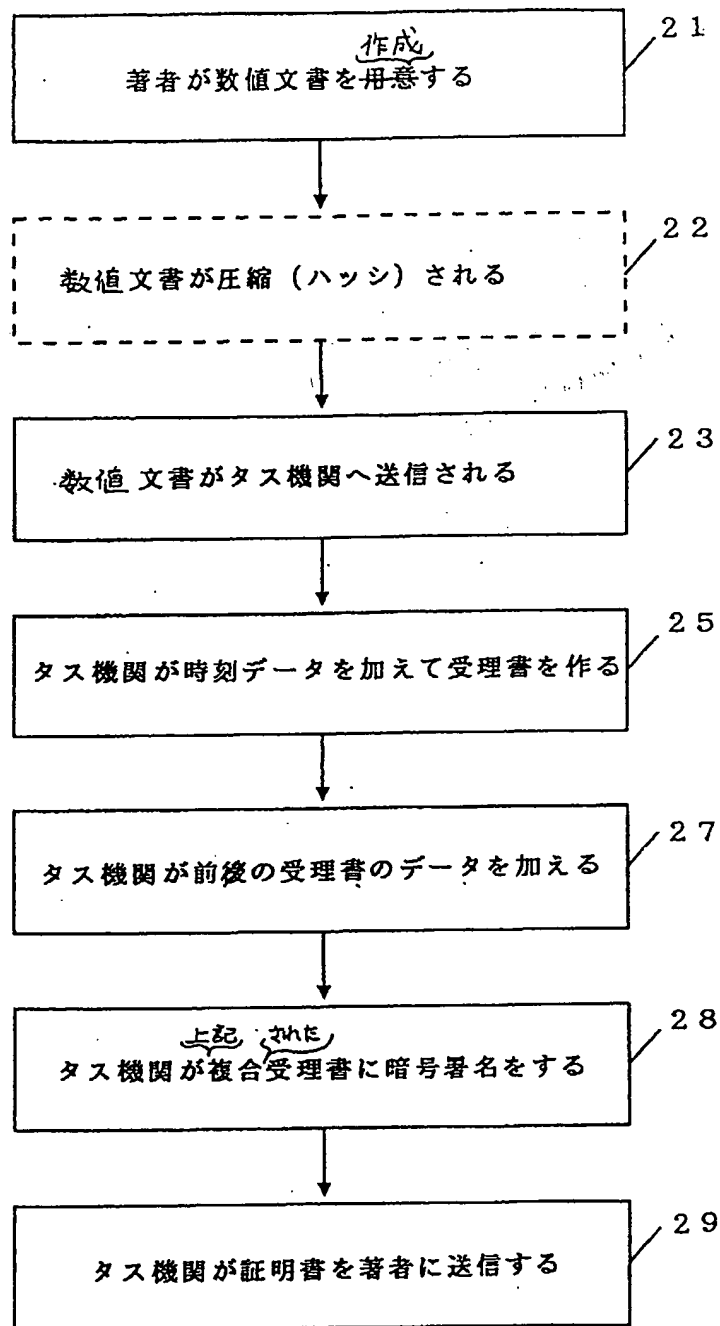 21
作成
著者が数値文書を用意する
22
数値文書が圧縮（ハッシ）される
23
数値文書がタス機関へ送信される
25
タス機関が時刻データを加えて受理書を作る
27
タス機関が前後の受理書のデータを加える
28
上記 された
タス機関が複合受理書に暗号署名をする
29
タス機関が証明書を著者に送信する